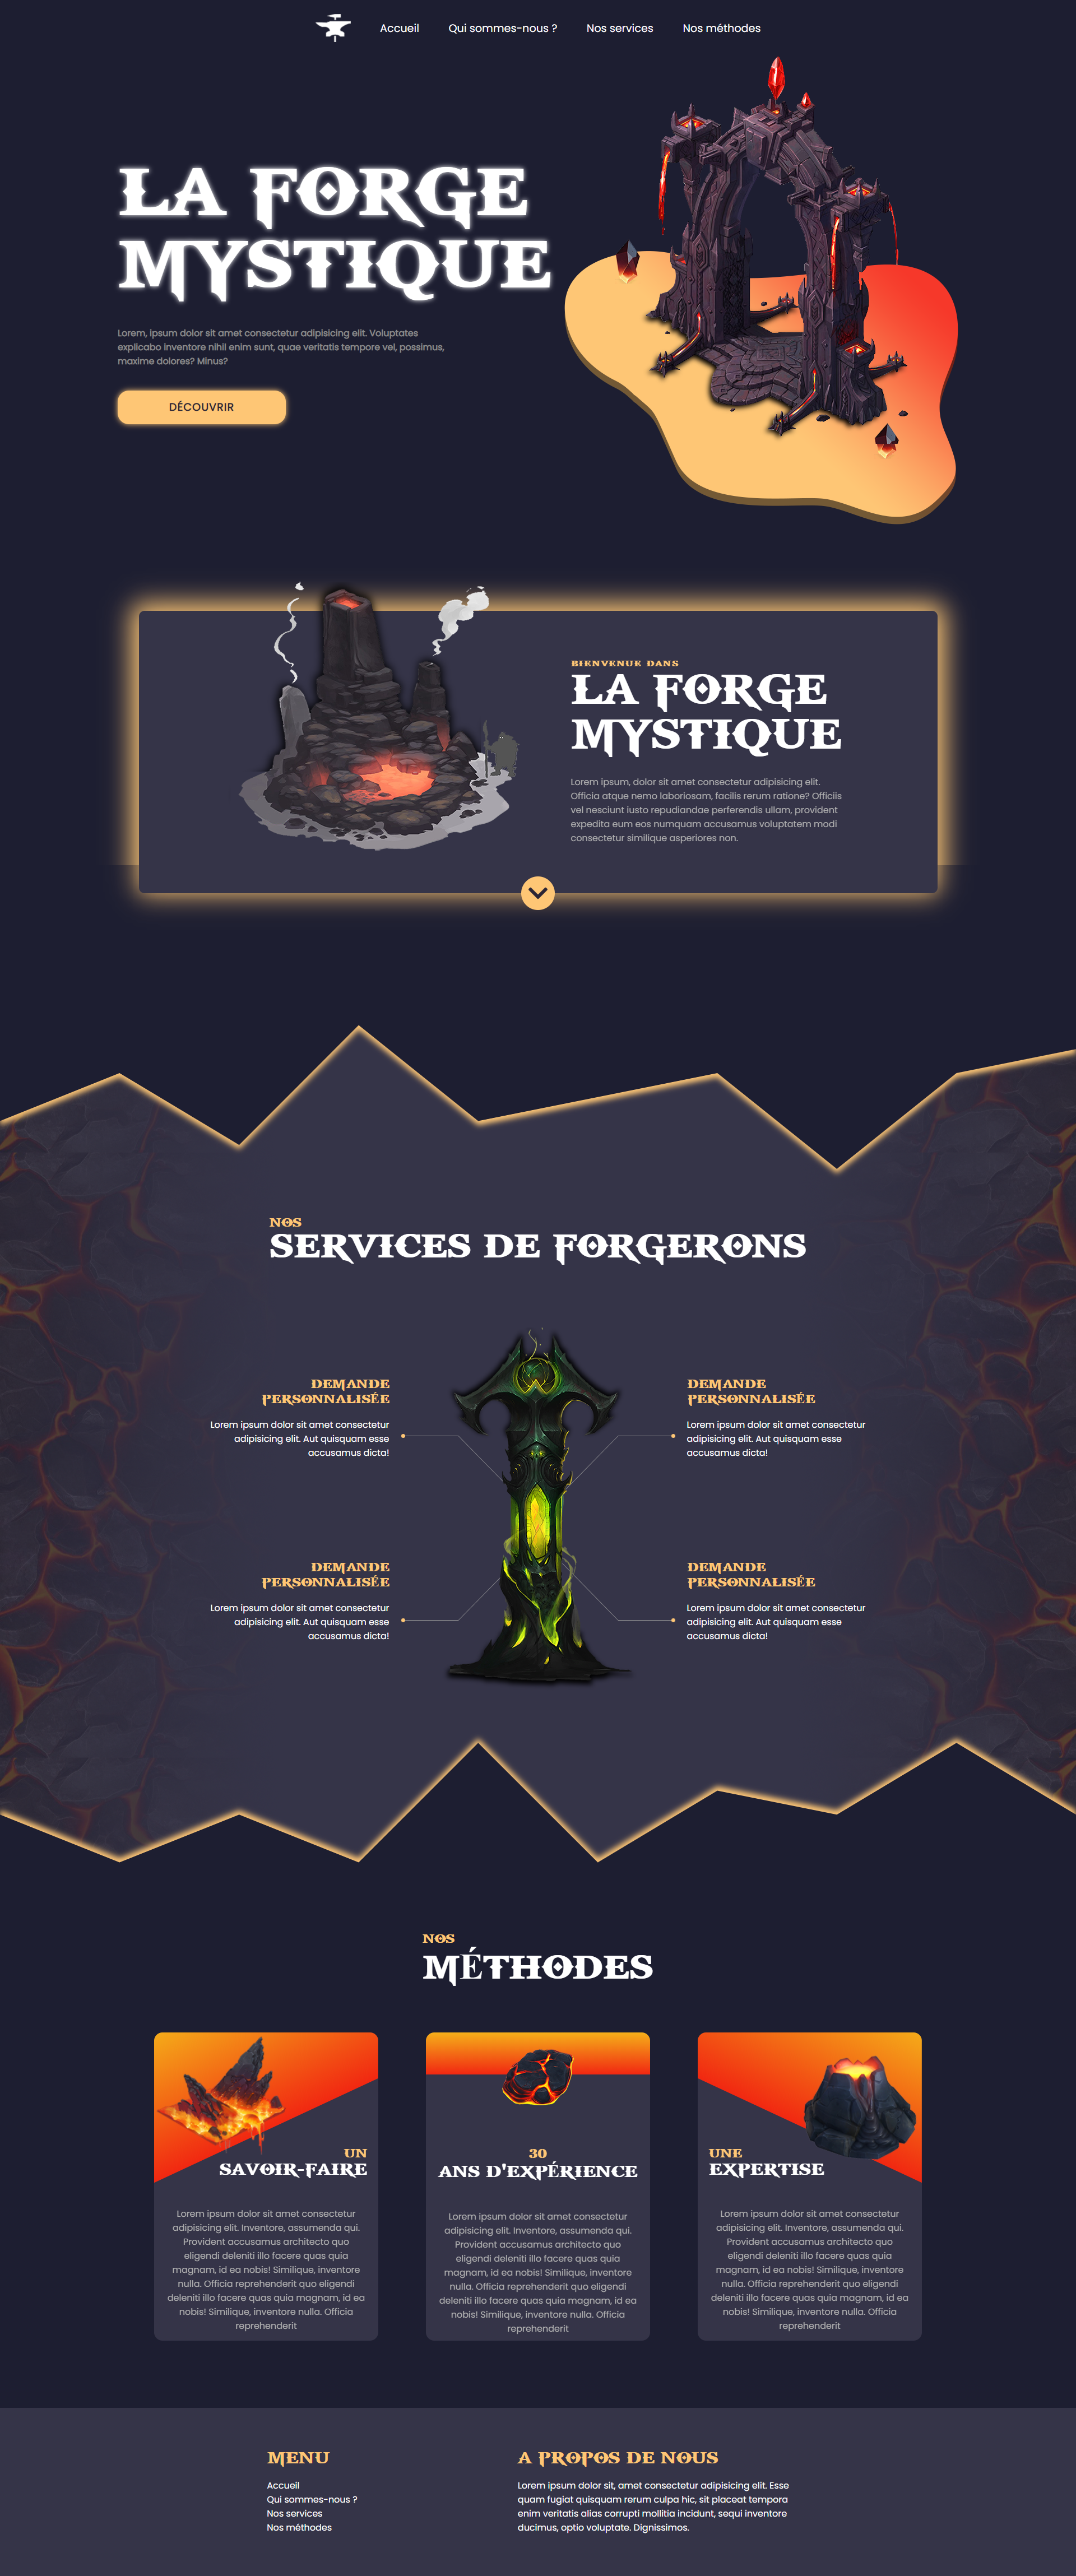 Accueil
Qui sommes-nous ?
Nos services
Nos méthodes
LA FORGE
MYSTIQUE
Lorem, ipsum dolor sit amet consectetur adipisicing elit. Voluptates
explicabo inventore nihil enim sunt, quae veritatis tempore vel, possimus,
maxime dolores? Minus?
DÉCOUVRIR
BIENVENUE DANS
LA FORGE
MYSTIQUE
Lorem ipsum, dolor sit amet consectetur adipisicing elit.
Officia atque nemo laboriosam, facilis rerum ratione? Officiis
vel nesciunt iusto repudiandae perferendis ullam, provident
expedita eum eos numquam accusamus voluptatem modi
consectetur similique asperiores non.
NOS
SERVICES DE FORGERONS
DEMANDE
PERSONNALISÉE
Lorem ipsum dolor sit amet consectetur
adipisicing elit. Aut quisquam esse
accusamus dicta!
DEMANDE
PERSONNALISÉE
Lorem ipsum dolor sit amet consectetur
adipisicing elit. Aut quisquam esse
accusamus dicta!
DEMANDE
PERSONNALISÉE
Lorem ipsum dolor sit amet consectetur
adipisicing elit. Aut quisquam esse
accusamus dicta!
DEMANDE
PERSONNALISÉE
Lorem ipsum dolor sit amet consectetur
adipisicing elit. Aut quisquam esse
accusamus dicta!
NOS
MÉTHODES
UN
SAVOIR-FAIRE
Lorem ipsum dolor sit amet consectetur
adipisicing elit. Inventore, assumenda qui.
Provident accusamus architecto quo
eligendi deleniti illo facere quas quia
magnam, id ea nobis! Similique, inventore
nulla. Officia reprehenderit quo eligendi
deleniti illo facere quas quia magnam, id ea
nobis! Similique, inventore nulla. Officia
reprehenderit
30
ANS D'EXPÉRIENCE
Lorem ipsum dolor sit amet consectetur
adipisicing elit. Inventore, assumenda qui.
Provident accusamus architecto quo
eligendi deleniti illo facere quas quia
magnam, id ea nobis! Similique, inventore
nulla. Officia reprehenderit quo eligendi
deleniti illo facere quas quia magnam, id ea
nobis! Similique, inventore nulla. Officia
reprehenderit
UNE
EXPERTISE
Lorem ipsum dolor sit amet consectetur
adipisicing elit. Inventore, assumenda qui.
Provident accusamus architecto quo
eligendi deleniti illo facere quas quia
magnam, id ea nobis! Similique, inventore
nulla. Officia reprehenderit quo eligendi
deleniti illo facere quas quia magnam, id ea
nobis! Similique, inventore nulla. Officia
reprehenderit
MENU
Accueil
Qui sommes-nous ?
Nos services
Nos méthodes
A PROPOS DE NOUS
Lorem ipsum dolor sit, amet consectetur adipisicing elit. Esse
quam fugiat quisquam rerum culpa hic, sit placeat tempora
enim veritatis alias corrupti mollitia incidunt, sequi inventore
ducimus, optio voluptate. Dignissimos.